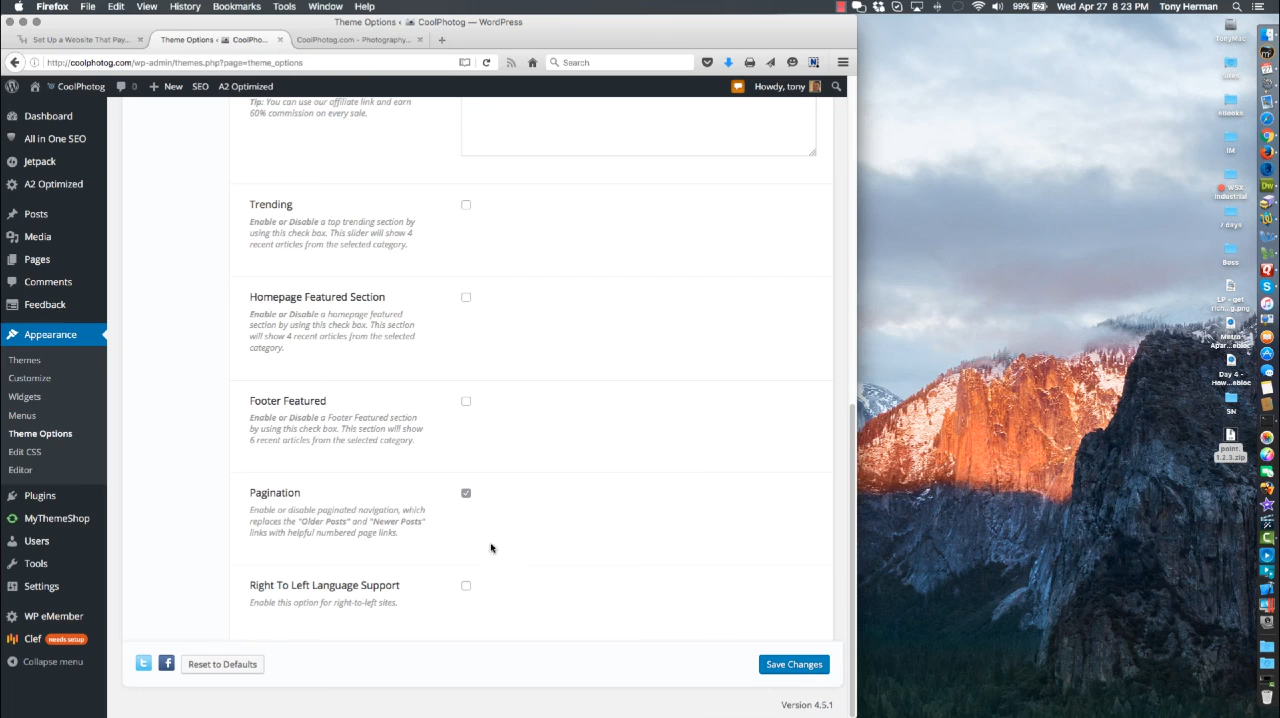 Firefox File Edit View History Bookmarks Tools Window Help 99% Wed Apr 27 8 23 PM Tony Herman
Theme Options ‹ CoolPhotog — WordPress
Set Up a Website That Pay... × Theme Options ‹ CoolPho... × CoolPhotog.com - Photography... × +
http://coolphotog.com/wp-admin/themes.php?page=theme_options Search
CoolPhotog 0 + New SEO A2 Optimized Howdy, tony
Dashboard
All in One SEO
Jetpack
A2 Optimized
Posts
Media
Pages
Comments
Feedback
Appearance
Themes
Customize
Widgets
Menus
Theme Options
Edit CSS
Editor
Plugins
MyThemeShop
Users
Tools
Settings
WP eMember
Clef Needs setup
Collapse menu
Tip: You can use our affiliate link and earn
60% commission on every sale.
Trending
Enable or Disable a top trending section by
using this check box. This slider will show 4
recent articles from the selected category.
Homepage Featured Section
Enable or Disable a homepage featured
section by using this check box. This section
will show 4 recent articles from the selected
category.
Footer Featured
Enable or Disable a Footer Featured section
by using this check box. This section will show
6 recent articles from the selected category.
Pagination
Enable or disable paginated navigation, which
replaces the "Older Posts" and "Newer Posts"
links with helpful numbered page links.
Right To Left Language Support
Enable this option for right-to-left sites.
Reset to Defaults Save Changes
Version 4.5.1
TonyMac
eBooks
IM
WSX
Industrial
7 days
Boss
LP - get
rich...g.png
Day 4 -
How...ebloc
SN
point.
1.2.3.zip